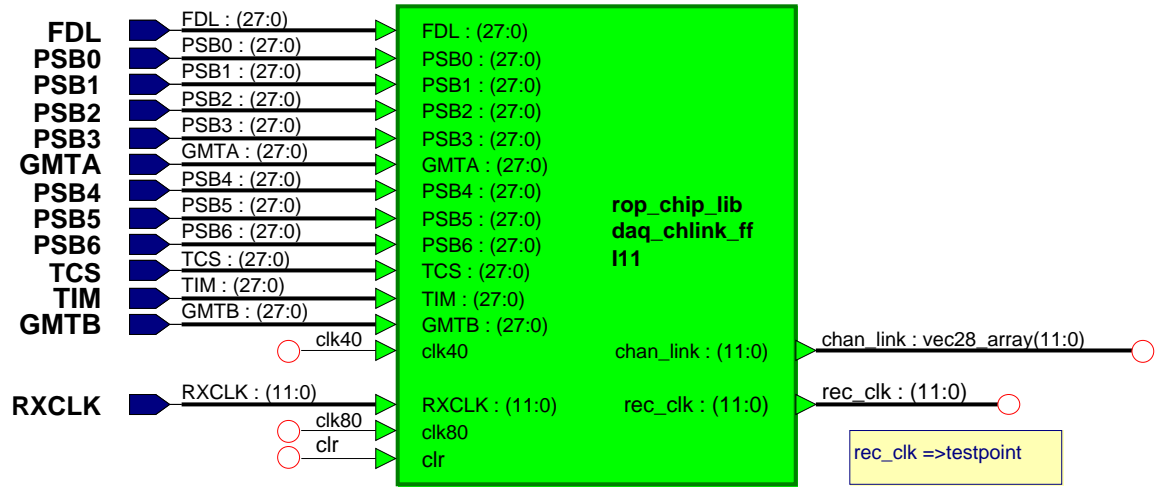 FDL FDL : (27:0) FDL : (27:0)
PSB0 PSB0 : (27:0) PSB0 : (27:0)
PSB1 PSB1 : (27:0) PSB1 : (27:0)
PSB2 PSB2 : (27:0) PSB2 : (27:0)
PSB3 PSB3 : (27:0) PSB3 : (27:0)
GMTA GMTA : (27:0) GMTA : (27:0)
PSB4 PSB4 : (27:0) PSB4 : (27:0)
PSB5 PSB5 : (27:0) PSB5 : (27:0)
PSB6 PSB6 : (27:0) PSB6 : (27:0)
TCS TCS : (27:0) TCS : (27:0)
TIM TIM : (27:0) TIM : (27:0)
GMTB GMTB : (27:0) GMTB : (27:0)
rop_chip_lib
daq_chlink_ff
I11
clk40 clk40 chan_link : (11:0) chan_link : vec28_array(11:0)
RXCLK RXCLK : (11:0) RXCLK : (11:0) rec_clk : (11:0) rec_clk : (11:0)
clk80 clk80
clr clr
rec_clk =>testpoint